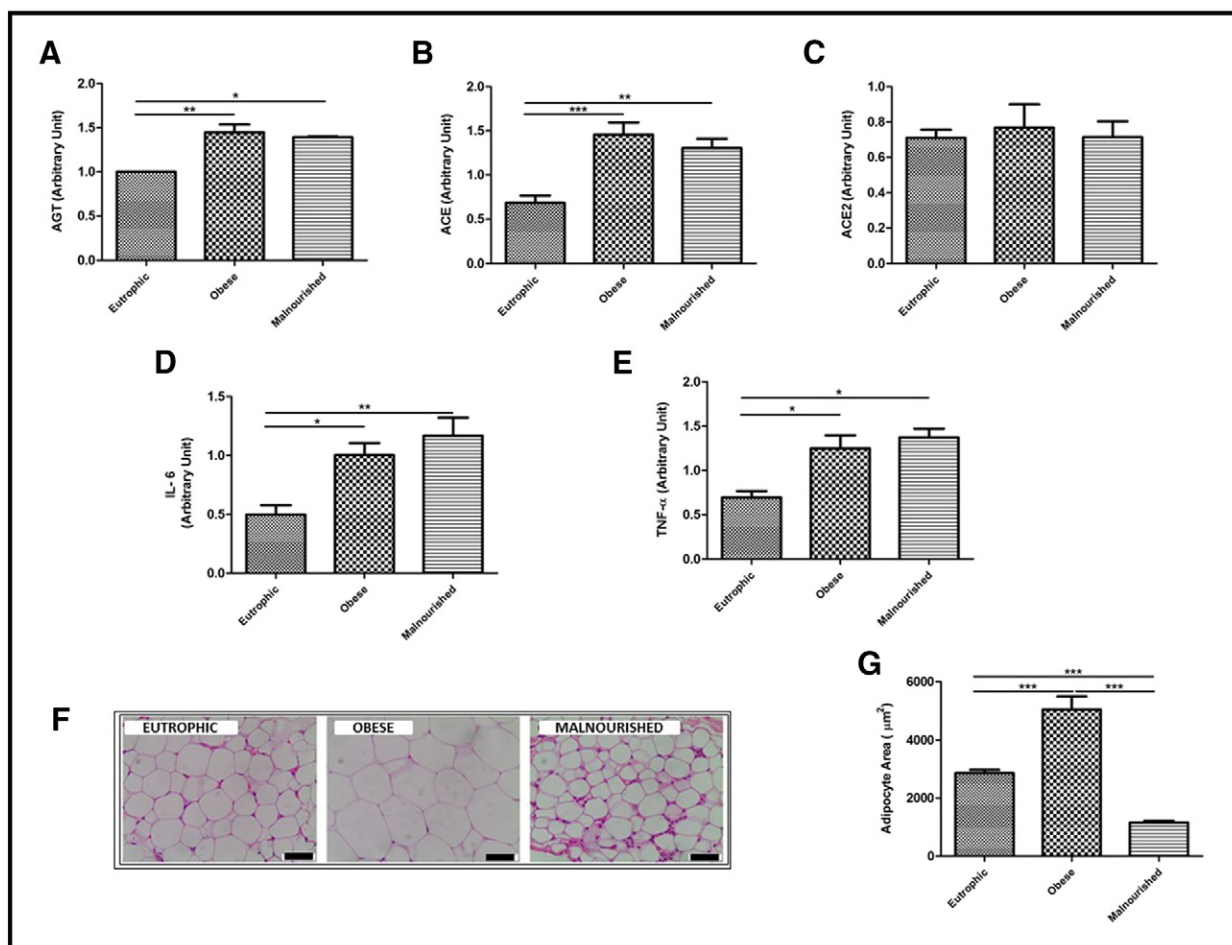 A
AGT (Arbitrary Unit)
2.0
1.5
1.0
0.5
0.0
*
**
Eutrophic
Obese
Malnourished
B
ACE (Arbitrary Unit)
2.0
1.5
1.0
0.5
0.0
**
***
Eutrophic
Obese
Malnourished
C
ACE2 (Arbitrary Unit)
1.0
0.8
0.6
0.4
0.2
0.0
Eutrophic
Obese
Malnourished
D
IL- 6
(Arbitrary Unit)
1.5
1.0
0.5
0.0
**
*
Eutrophic
Obese
Malnourished
E
TNF-α (Arbitrary Unit)
2.0
1.5
1.0
0.5
0.0
*
*
Eutrophic
Obese
Malnourished
F
EUTROPHIC
OBESE
MALNOURISHED
G
Adipocyte Area ( µm²)
6000
4000
2000
0
***
*** ***
Eutrophic
Obese
Malnourished